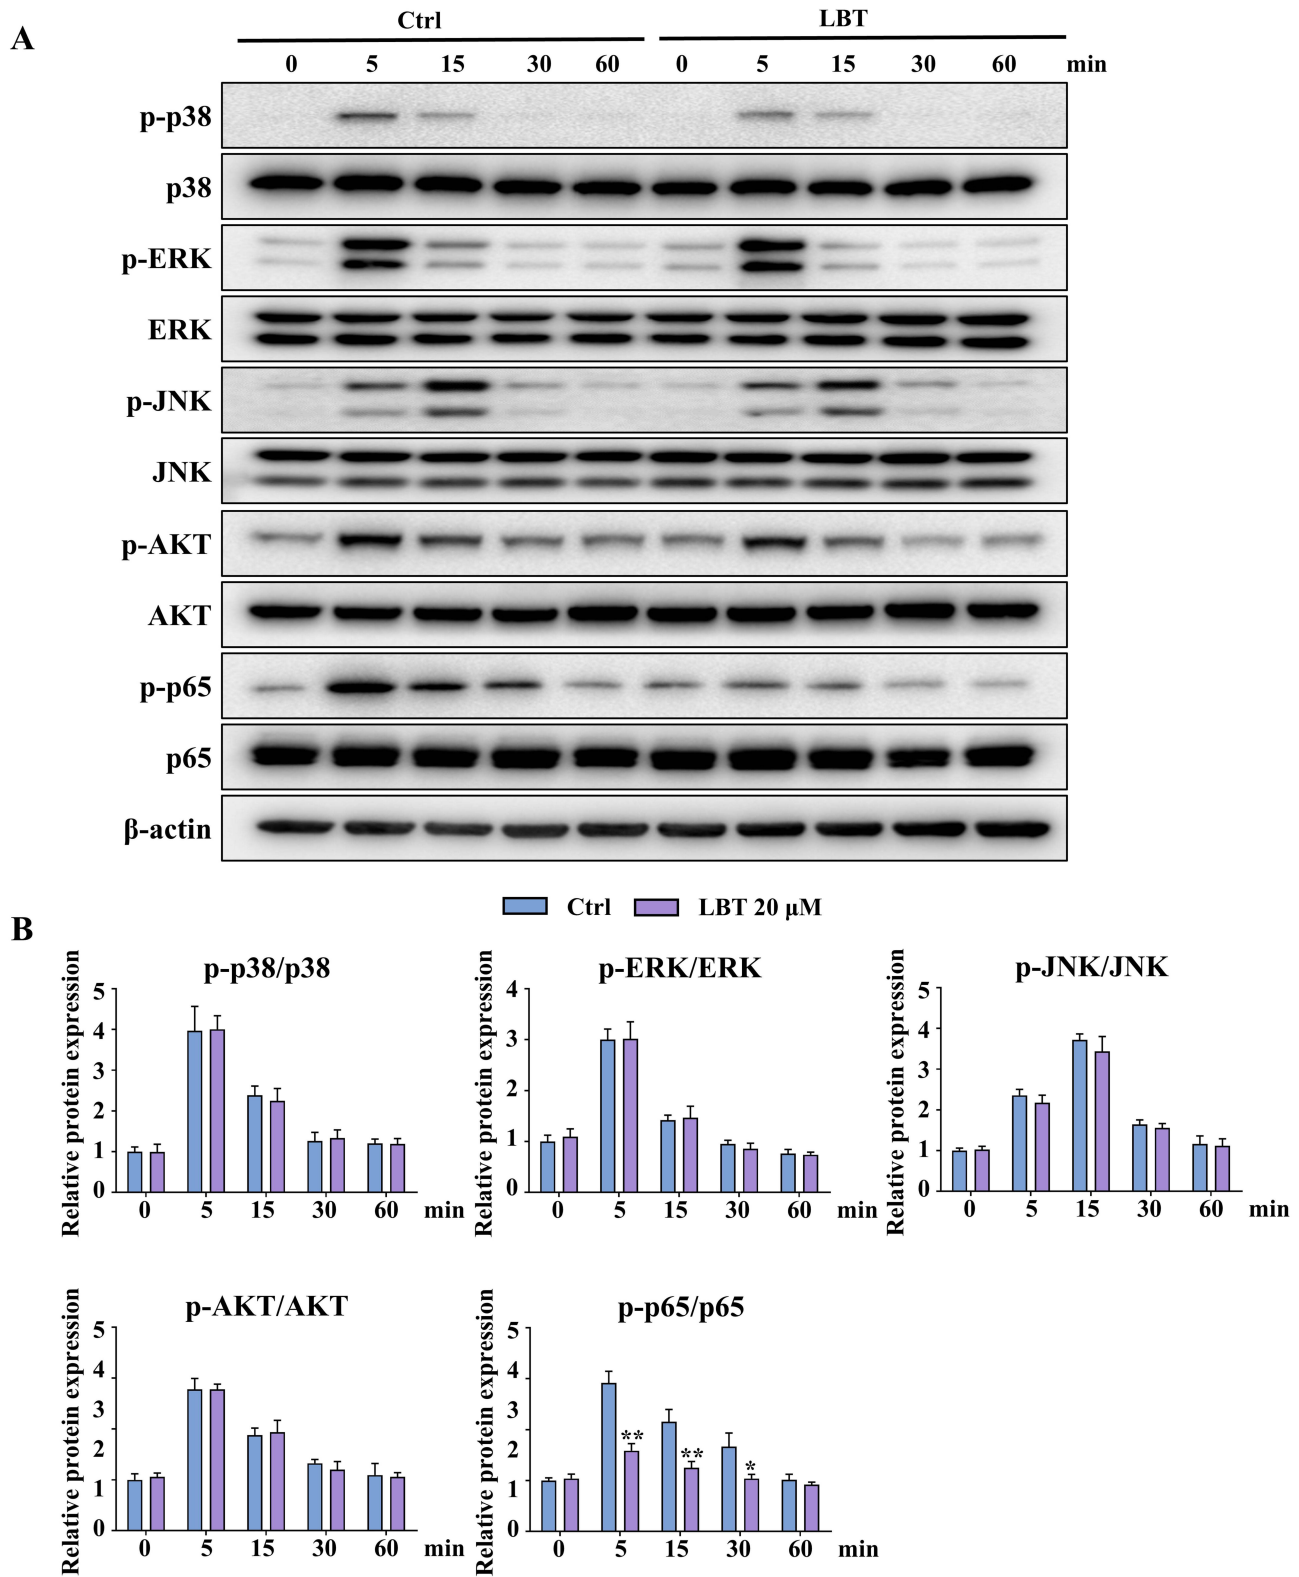 A
Ctrl LBT
0 5 15 30 60 0 5 15 30 60 min
p-p38
p38
p-ERK
ERK
p-JNK
JNK
p-AKT
AKT
p-p65
p65
β-actin
B
Ctrl LBT 20 μM
p-p38/p38
Relative protein expression
5
4
3
2
1
0
0 5 15 30 60 min
p-ERK/ERK
Relative protein expression
4
3
2
1
0
0 5 15 30 60 min
p-JNK/JNK
Relative protein expression
5
4
3
2
1
0
0 5 15 30 60 min
p-AKT/AKT
Relative protein expression
5
4
3
2
1
0
0 5 15 30 60 min
p-p65/p65
Relative protein expression
5
4
3
2
1
0
** ** *
0 5 15 30 60 min